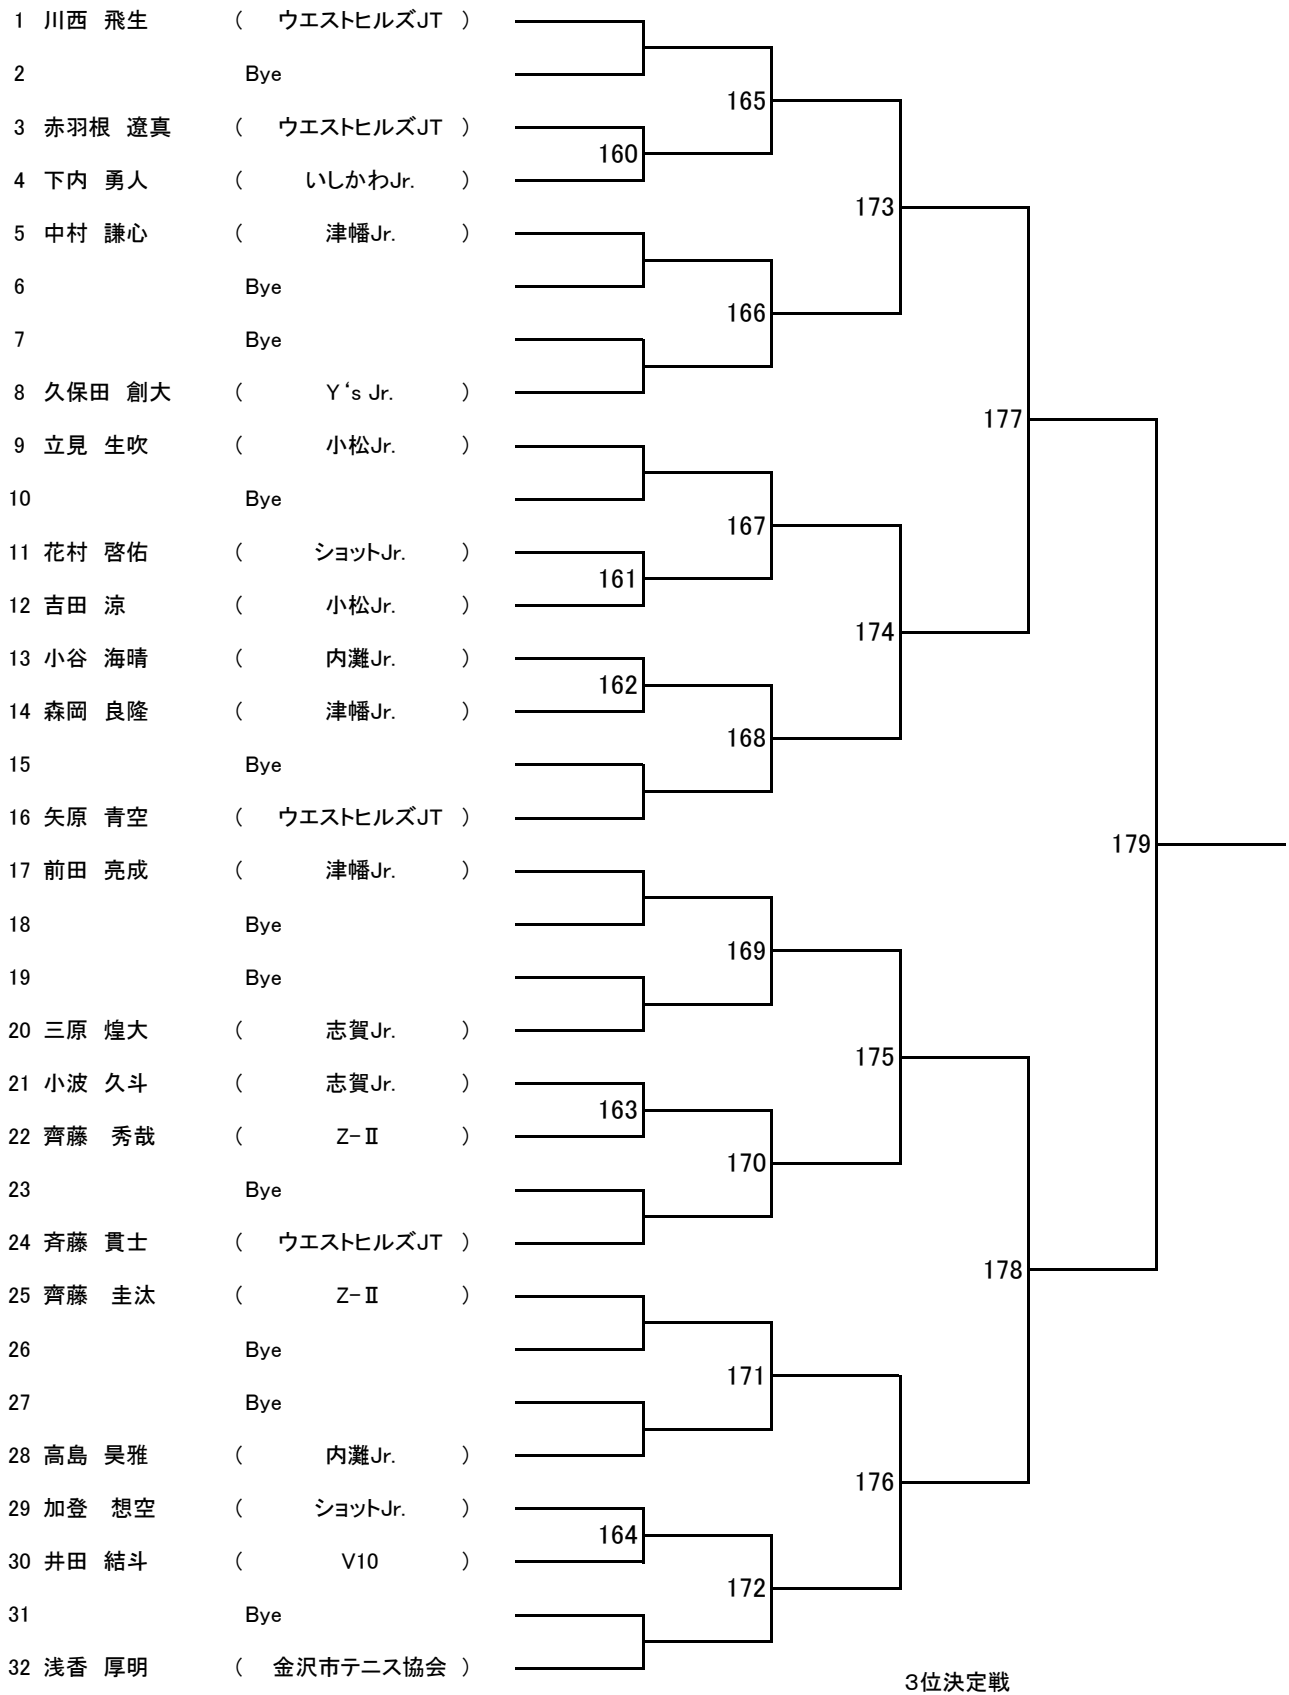 1 川西 飛生 ( ウエストヒルズJT )
2 Bye
165
3 赤羽根 遼真 ( ウエストヒルズJT )
160
4 下内 勇人 ( いしかわJr. )
173
5 中村 謙心 ( 津幡Jr. )
6 Bye
166
7 Bye
8 久保田 創大 ( Y‘s Jr. )
177
9 立見 生吹 ( 小松Jr. )
10 Bye
167
11 花村 啓佑 ( ショットJr. )
161
12 吉田 涼 ( 小松Jr. )
174
13 小谷 海晴 ( 内灘Jr. )
162
14 森岡 良隆 ( 津幡Jr. )
168
15 Bye
16 矢原 青空 ( ウエストヒルズJT )
179
17 前田 亮成 ( 津幡Jr. )
18 Bye
169
19 Bye
20 三原 煌大 ( 志賀Jr. )
175
21 小波 久斗 ( 志賀Jr. )
163
22 齊藤 秀哉 ( Z-Ⅱ )
170
23 Bye
24 斉藤 貫士 ( ウエストヒルズJT )
178
25 齊藤 圭汰 ( Z-Ⅱ )
26 Bye
171
27 Bye
28 高島 昊雅 ( 内灘Jr. )
176
29 加登 想空 ( ショットJr. )
164
30 井田 結斗 ( V10 )
172
31 Bye
32 浅香 厚明 ( 金沢市テニス協会 )
3位決定戦